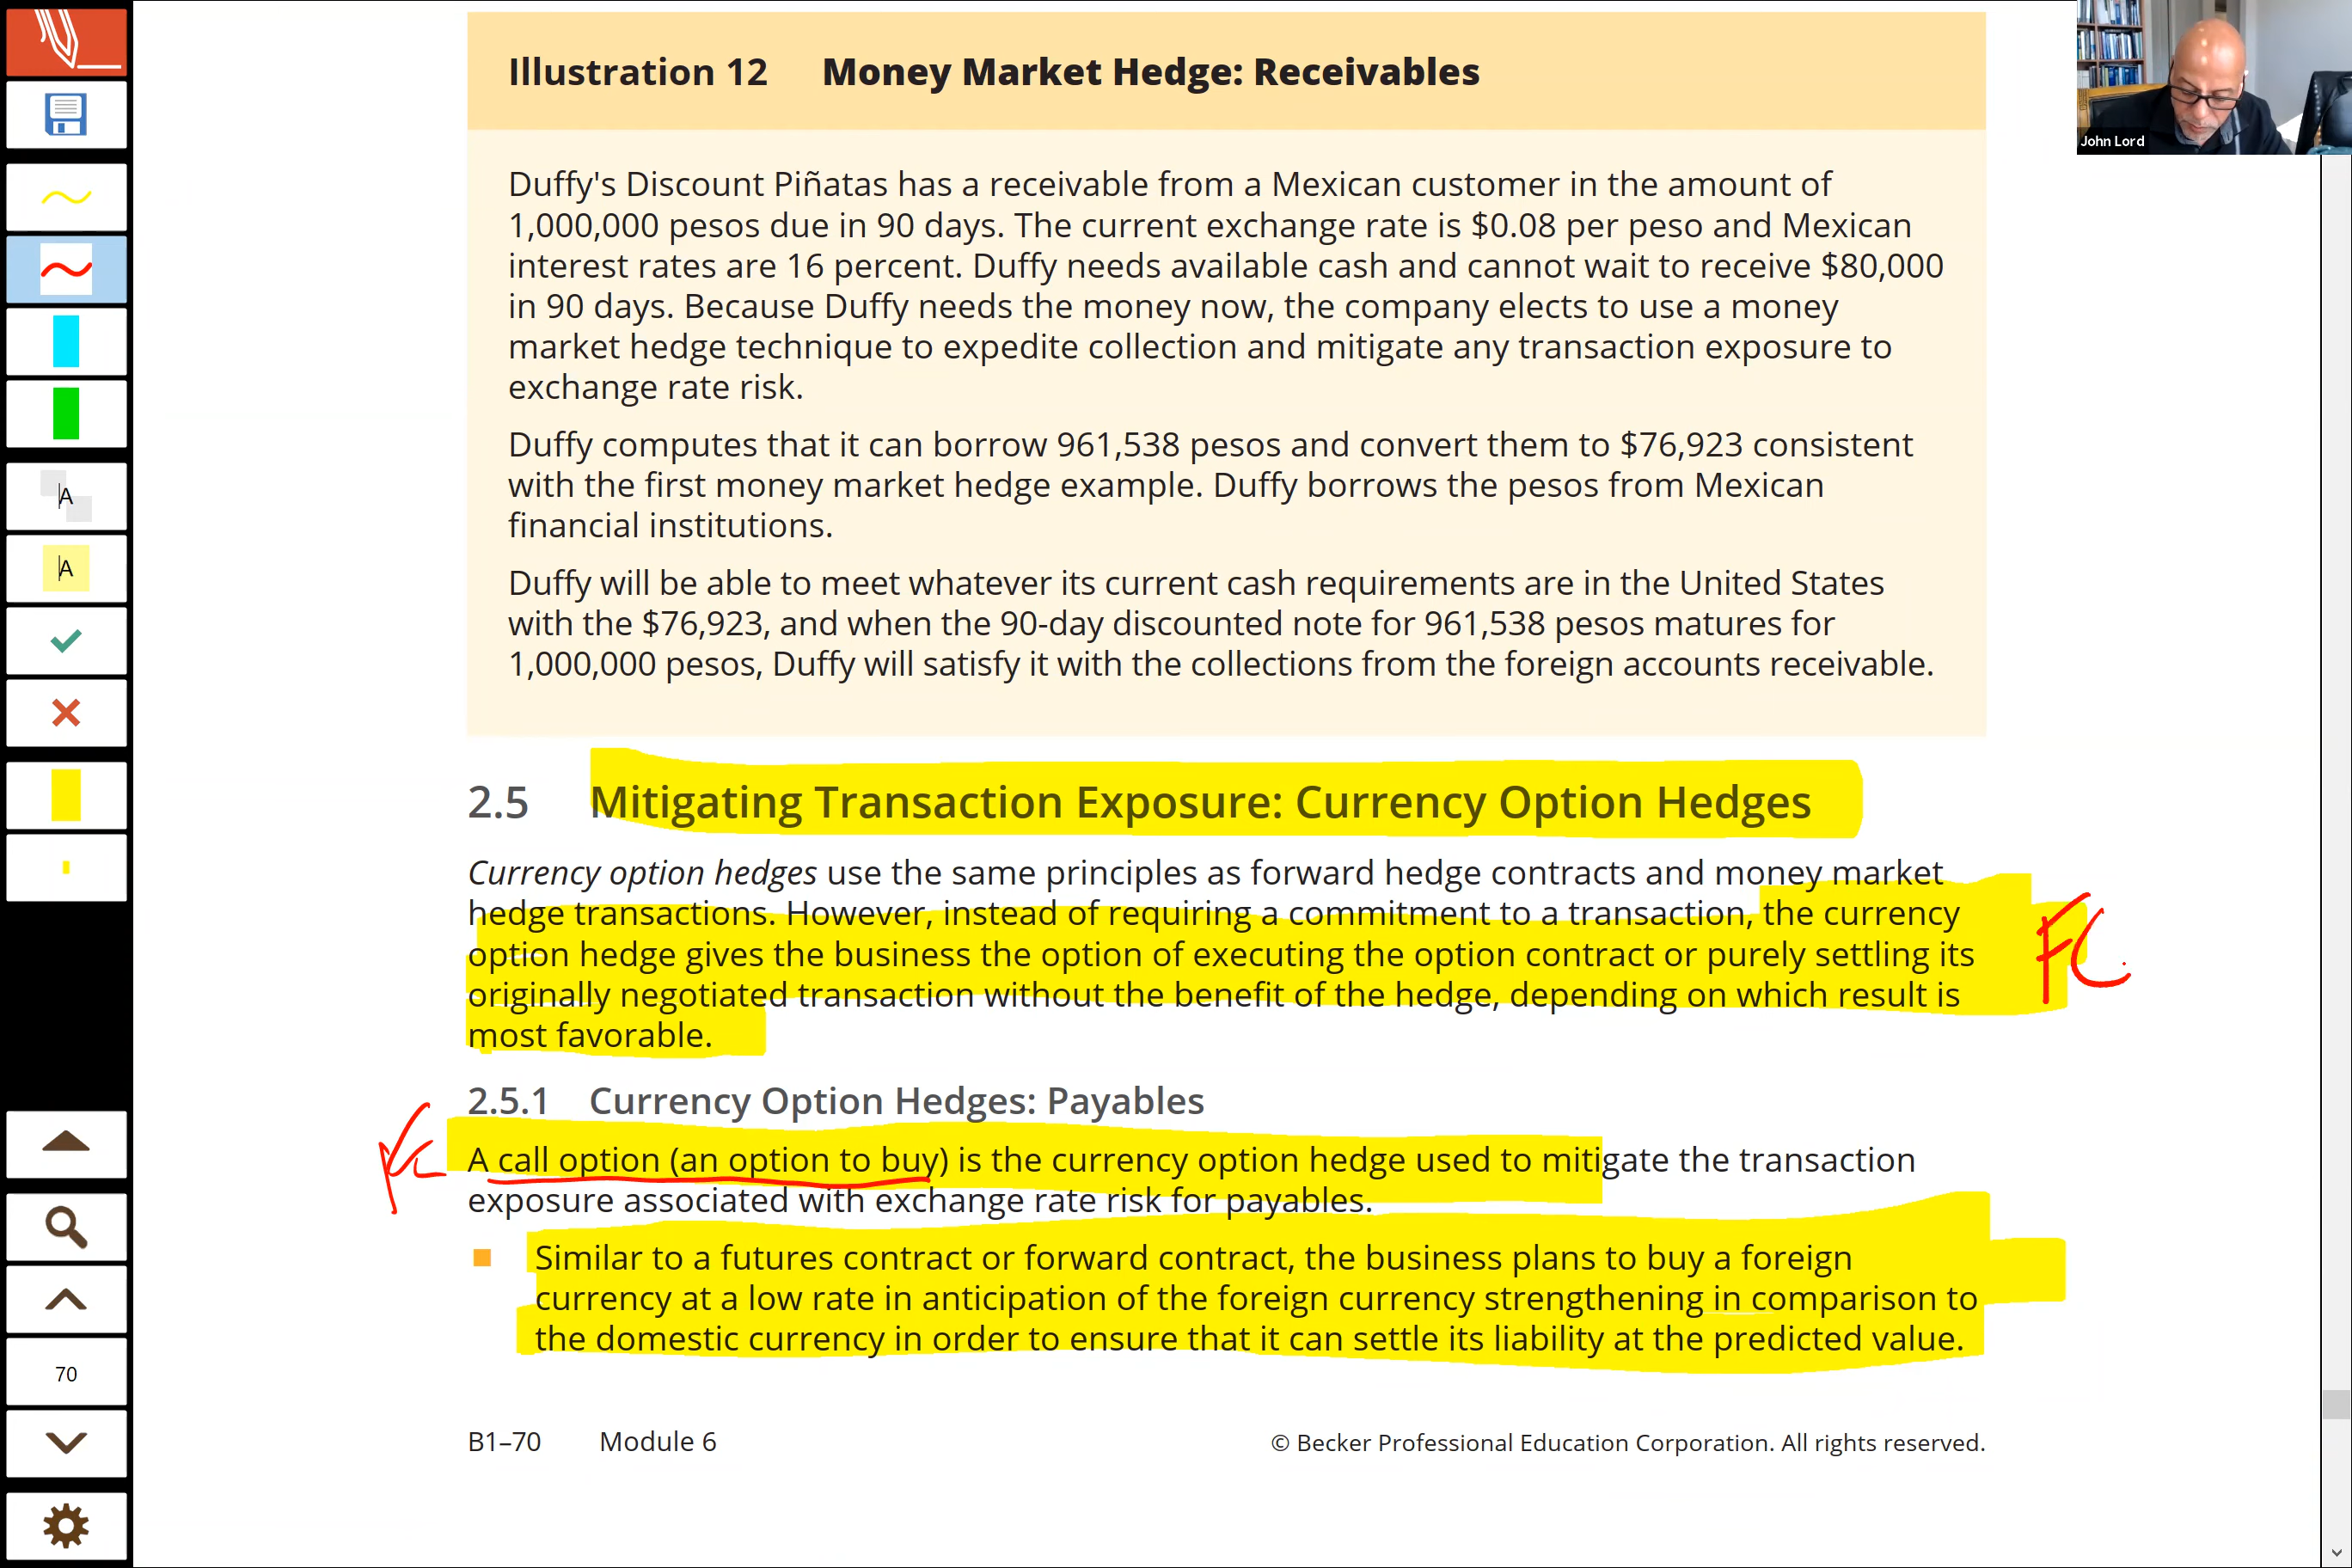 Illustration 12 Money Market Hedge: Receivables
John Lord
Duffy's Discount Piñatas has a receivable from a Mexican customer in the amount of
1,000,000 pesos due in 90 days. The current exchange rate is $0.08 per peso and Mexican
interest rates are 16 percent. Duffy needs available cash and cannot wait to receive $80,000
in 90 days. Because Duffy needs the money now, the company elects to use a money
market hedge technique to expedite collection and mitigate any transaction exposure to
exchange rate risk.
Duffy computes that it can borrow 961,538 pesos and convert them to $76,923 consistent
with the first money market hedge example. Duffy borrows the pesos from Mexican
financial institutions.
Duffy will be able to meet whatever its current cash requirements are in the United States
with the $76,923, and when the 90-day discounted note for 961,538 pesos matures for
1,000,000 pesos, Duffy will satisfy it with the collections from the foreign accounts receivable.
A
A
2.5 Mitigating Transaction Exposure: Currency Option Hedges
Currency option hedges use the same principles as forward hedge contracts and money market
hedge transactions. However, instead of requiring a commitment to a transaction, the currency
option hedge gives the business the option of executing the option contract or purely settling its
originally negotiated transaction without the benefit of the hedge, depending on which result is
most favorable.
FC
2.5.1 Currency Option Hedges: Payables
A call option (an option to buy) is the currency option hedge used to mitigate the transaction
exposure associated with exchange rate risk for payables.
Similar to a futures contract or forward contract, the business plans to buy a foreign
currency at a low rate in anticipation of the foreign currency strengthening in comparison to
the domestic currency in order to ensure that it can settle its liability at the predicted value.
70
B1–70 Module 6 © Becker Professional Education Corporation. All rights reserved.